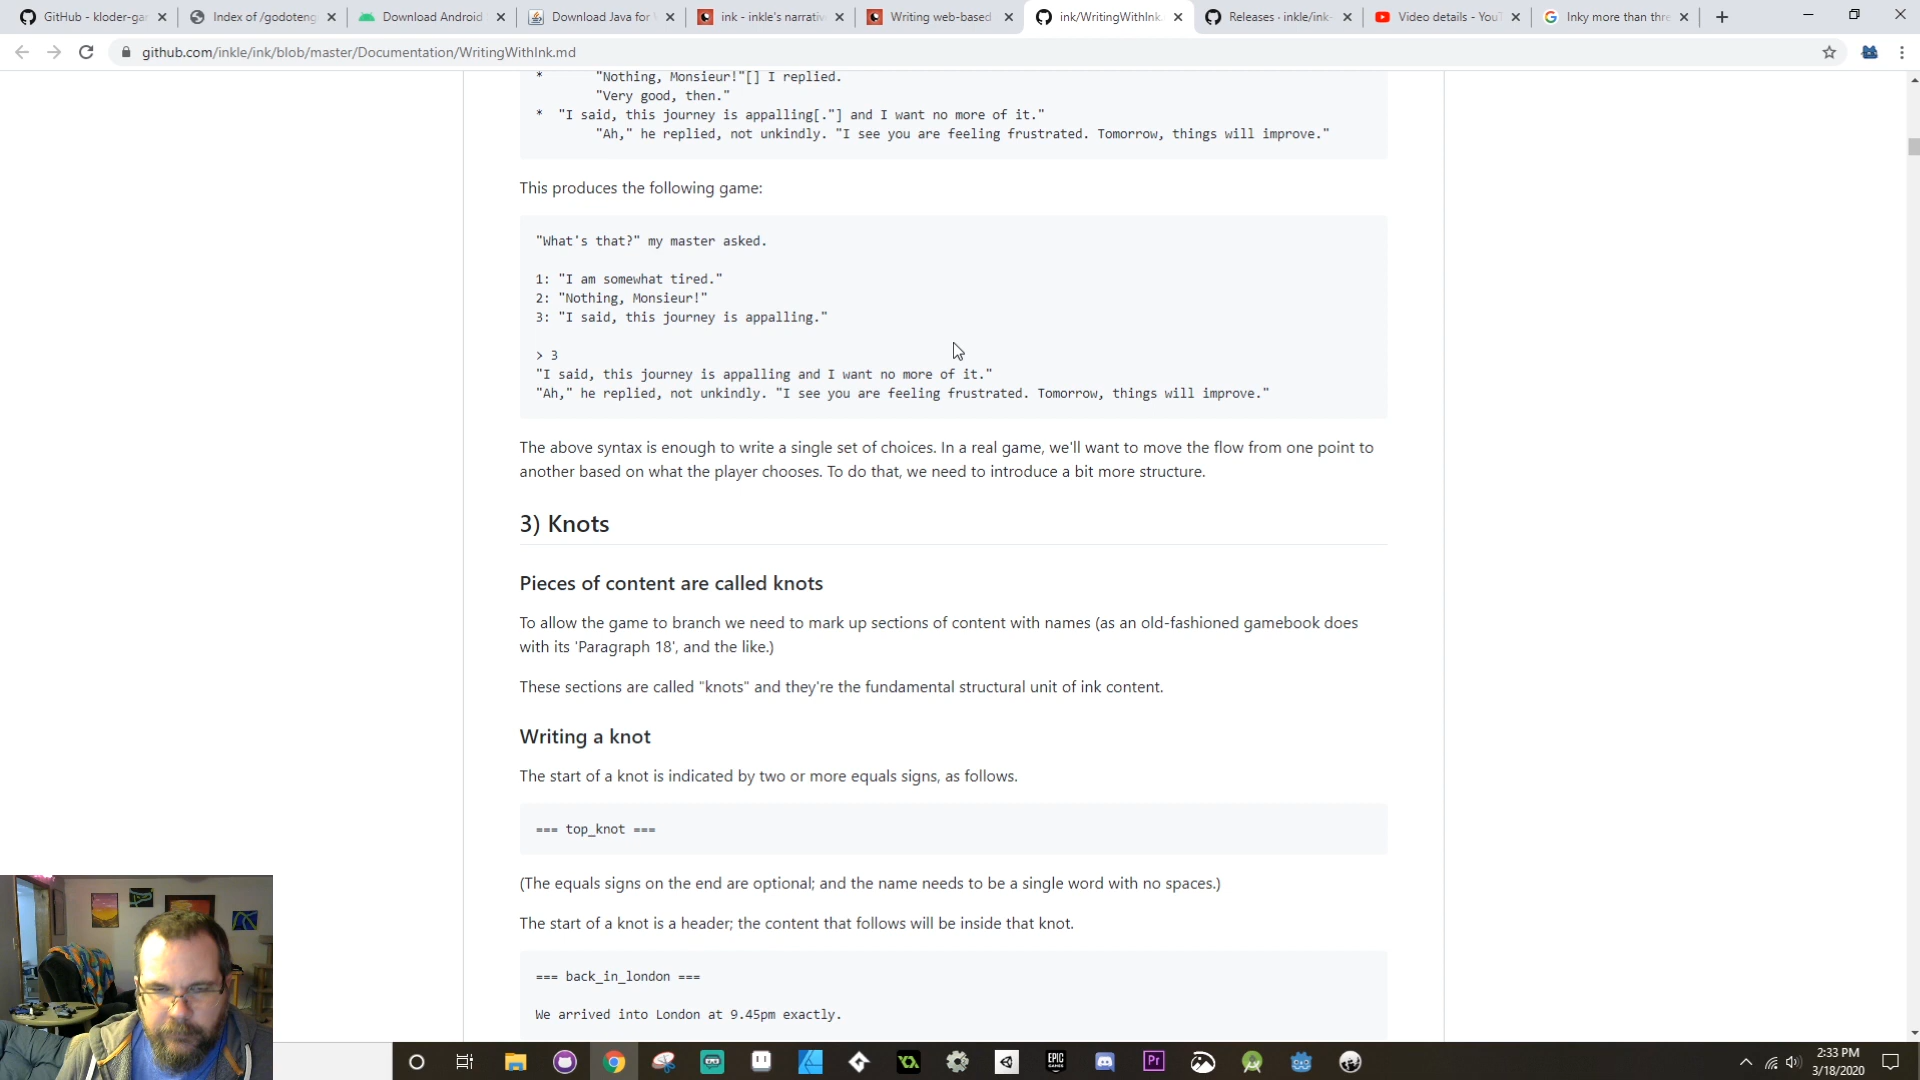 GitHub - kloder-gar
Index of /godoteng
Download Android
Download Java for
ink - inkle's narrativ
Writing web-based
ink/WritingWithInk.
Releases · inkle/ink-
Video details - YouT
Inky more than thre
github.com/inkle/ink/blob/master/Documentation/WritingWithInk.md
* "Nothing, Monsieur!"[] I replied.
"Very good, then."
* "I said, this journey is appalling[."] and I want no more of it."
"Ah," he replied, not unkindly. "I see you are feeling frustrated. Tomorrow, things will improve."
This produces the following game:
"What's that?" my master asked.
1: "I am somewhat tired."
2: "Nothing, Monsieur!"
3: "I said, this journey is appalling."
> 3
"I said, this journey is appalling and I want no more of it."
"Ah," he replied, not unkindly. "I see you are feeling frustrated. Tomorrow, things will improve."
The above syntax is enough to write a single set of choices. In a real game, we'll want to move the flow from one point to
another based on what the player chooses. To do that, we need to introduce a bit more structure.
3) Knots
Pieces of content are called knots
To allow the game to branch we need to mark up sections of content with names (as an old-fashioned gamebook does
with its 'Paragraph 18', and the like.)
These sections are called "knots" and they're the fundamental structural unit of ink content.
Writing a knot
The start of a knot is indicated by two or more equals signs, as follows.
=== top_knot ===
(The equals signs on the end are optional; and the name needs to be a single word with no spaces.)
The start of a knot is a header; the content that follows will be inside that knot.
=== back_in_london ===
We arrived into London at 9.45pm exactly.
EPIC GAMES
Pr
2:33 PM
3/18/2020